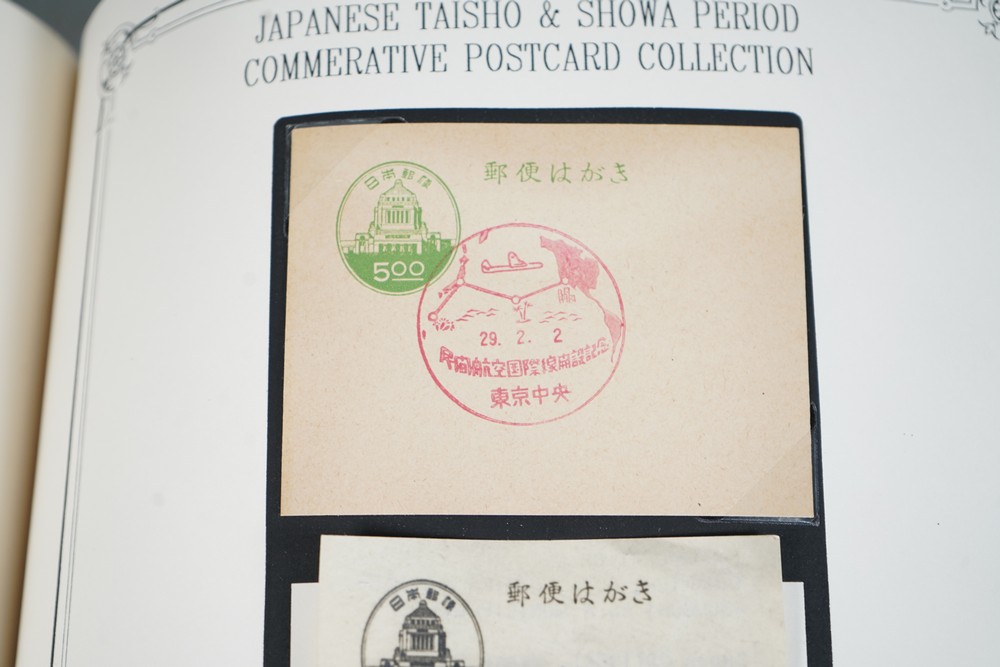 JAPANESE TAISHO & SHOWA PERIOD
COMMERATIVE POSTCARD COLLECTION
日本郵便
郵便はがき
500
29. 2. 2
民間航空国際線開設記念
東京中央
日本郵便
郵便はがき